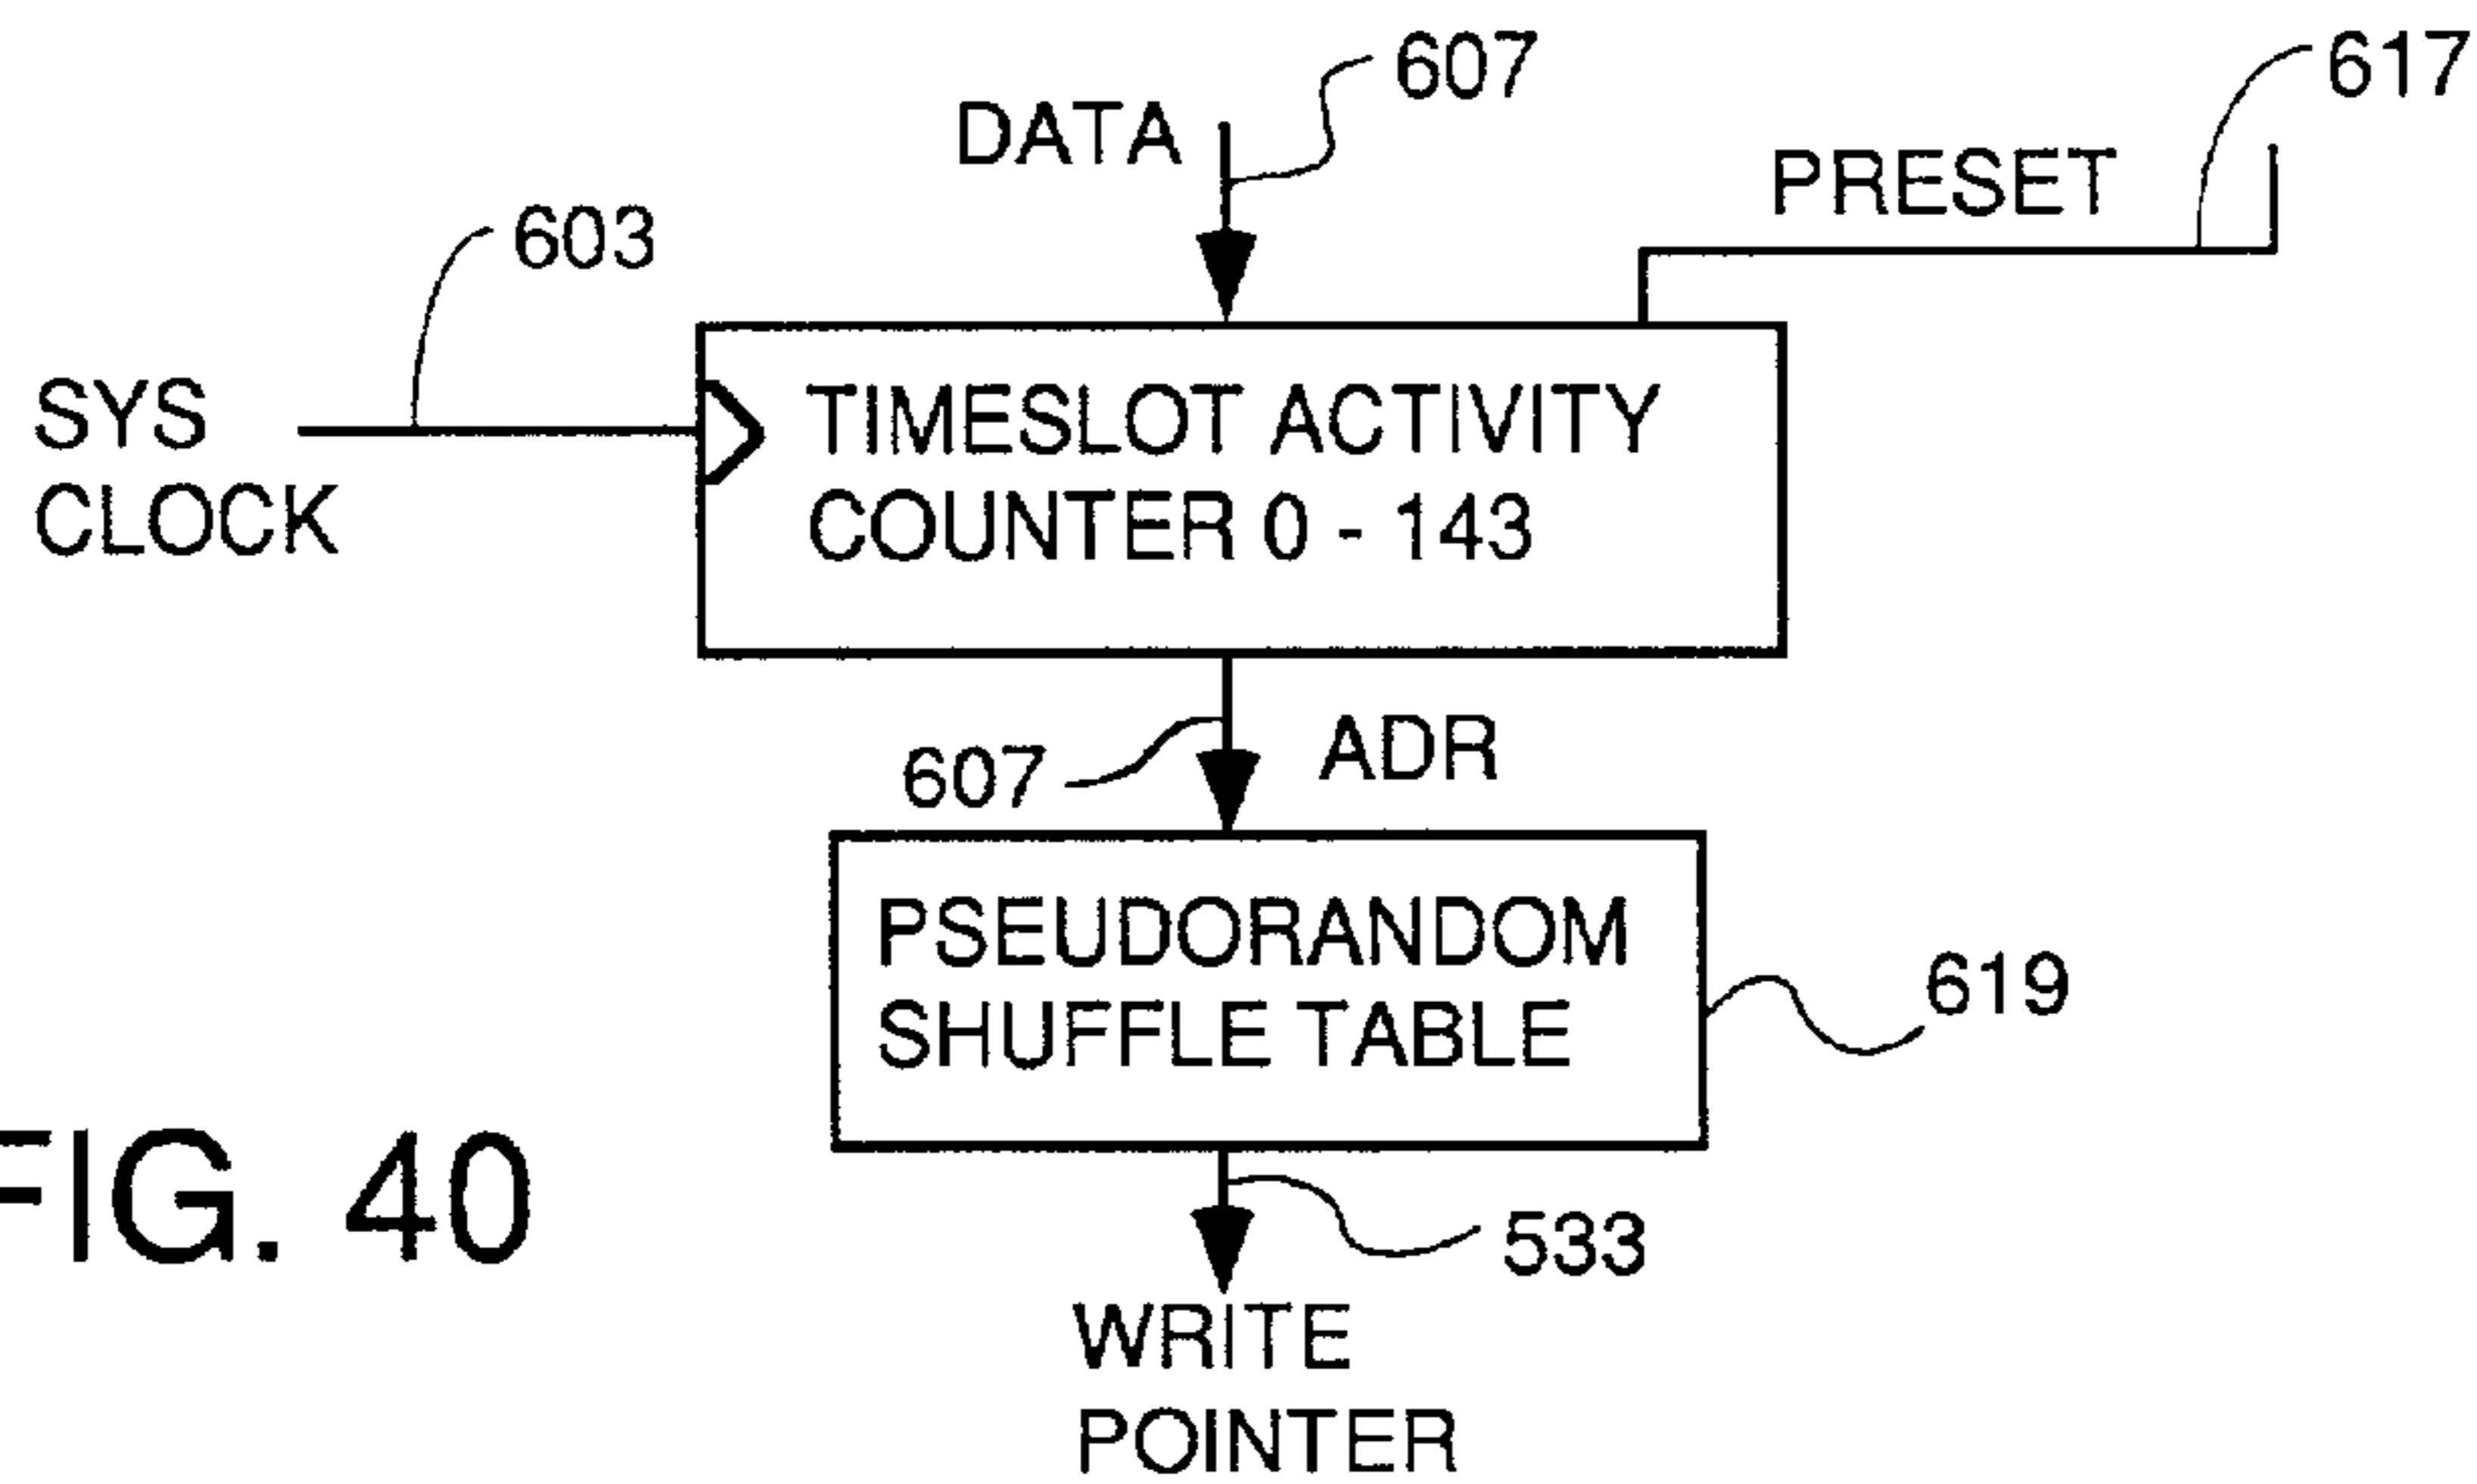 607
617
DATA
PRESET
603
SYS
CLOCK
TIMESLOT ACTIVITY
COUNTER 0 - 143
607
ADR
PSEUDORANDOM
SHUFFLE TABLE
619
FIG. 40
533
WRITE
POINTER